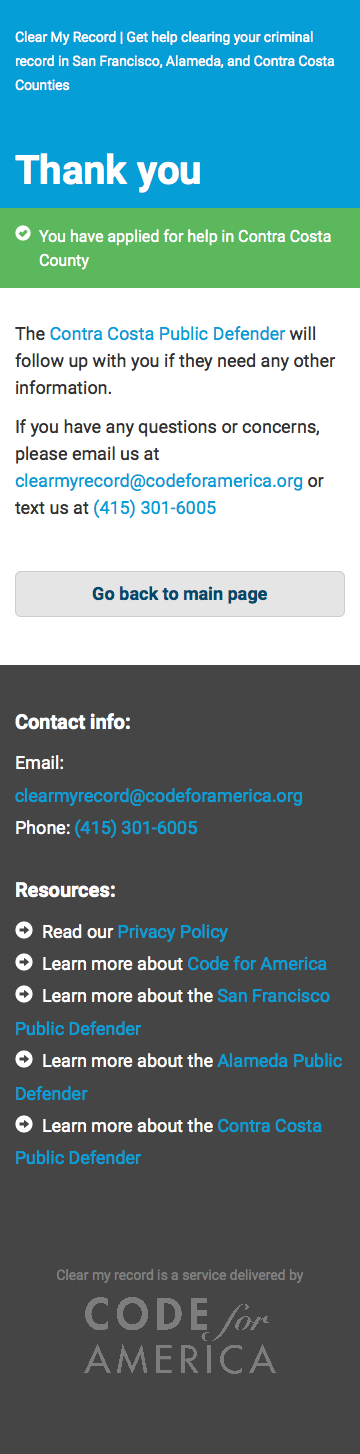 Clear My Record | Get help clearing your criminal
record in San Francisco, Alameda, and Contra Costa
Counties
Thank you
You have applied for help in Contra Costa
County
The Contra Costa Public Defender will
follow up with you if they need any other
information.
If you have any questions or concerns,
please email us at
clearmyrecord@codeforamerica.org or
text us at (415) 301-6005
Go back to main page
Contact info:
Email:
clearmyrecord@codeforamerica.org
Phone: (415) 301-6005
Resources:
Read our Privacy Policy
Learn more about Code for America
Learn more about the San Francisco
Public Defender
Learn more about the Alameda Public
Defender
Learn more about the Contra Costa
Public Defender
Clear my record is a service delivered by
CODE for
AMERICA